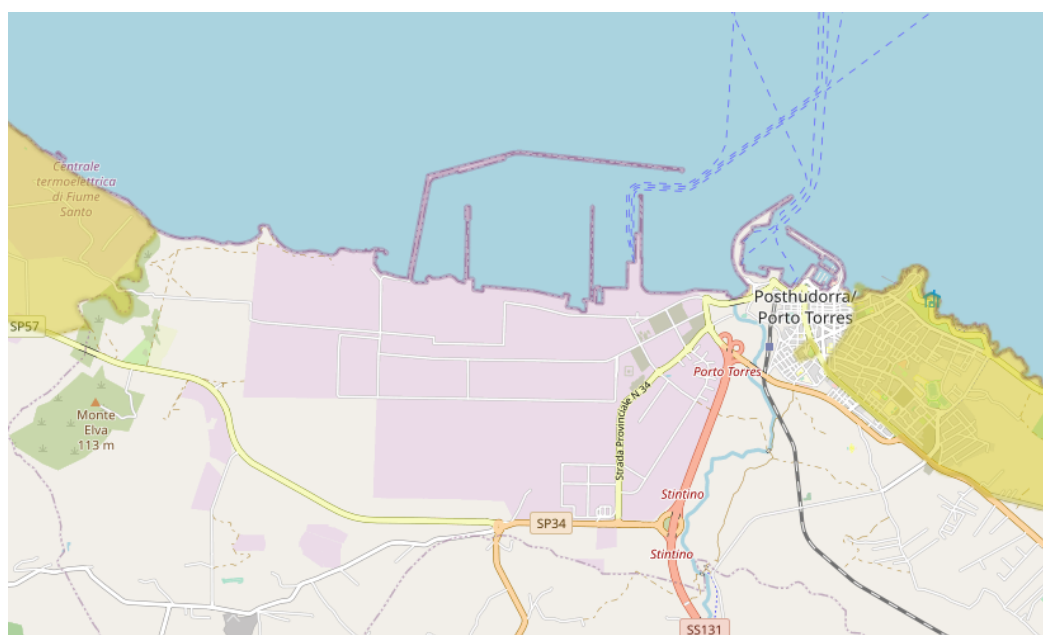 Centrale
termoelettrica
di Fiume
Santo
Posthudorra/
Porto Torres
SP57
Porto Torres
Monte
Elva
113 m
Strada Provinciale N 34
Stintino
SP34
Stintino
SS131